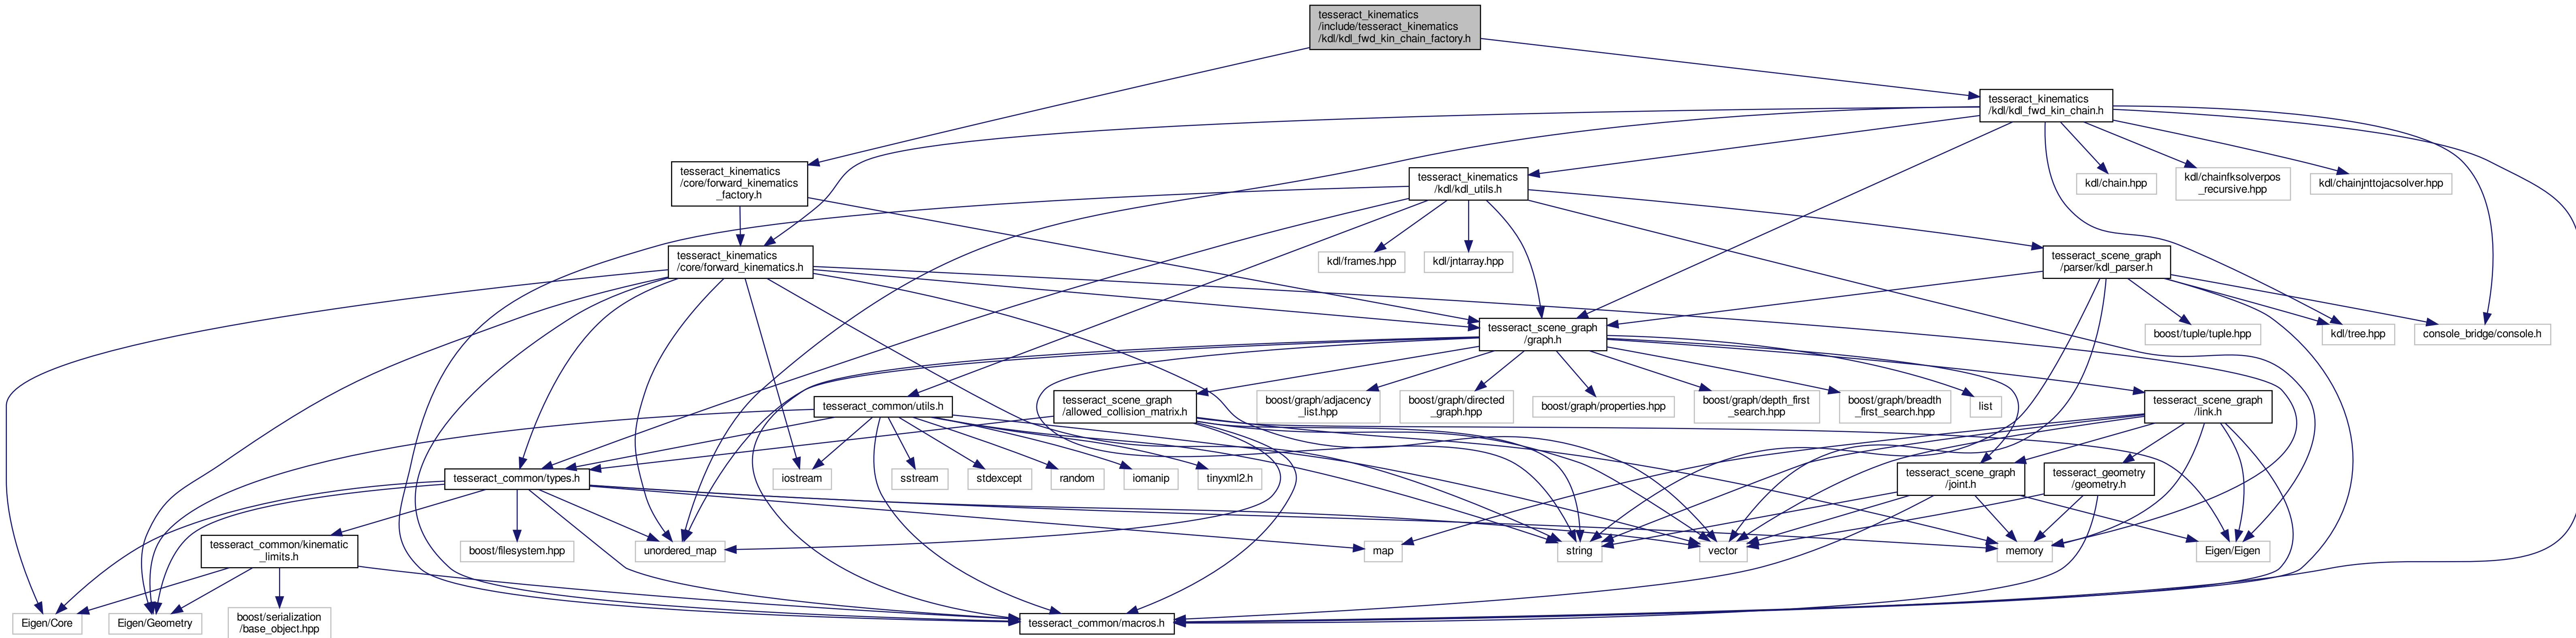 tesseract_kinematics
/include/tesseract_kinematics
/kdl/kdl_fwd_kin_chain_factory.h
tesseract_kinematics
/kdl/kdl_fwd_kin_chain.h
tesseract_kinematics
/core/forward_kinematics
_factory.h
tesseract_kinematics
/kdl/kdl_utils.h
kdl/chain.hpp
kdl/chainfksolverpos
_recursive.hpp
kdl/chainjnttojacsolver.hpp
tesseract_kinematics
/core/forward_kinematics.h
kdl/frames.hpp
kdl/jntarray.hpp
tesseract_scene_graph
/parser/kdl_parser.h
tesseract_scene_graph
/graph.h
boost/tuple/tuple.hpp
kdl/tree.hpp
console_bridge/console.h
tesseract_common/utils.h
tesseract_scene_graph
/allowed_collision_matrix.h
boost/graph/adjacency
_list.hpp
boost/graph/directed
_graph.hpp
boost/graph/properties.hpp
boost/graph/depth_first
_search.hpp
boost/graph/breadth
_first_search.hpp
list
tesseract_scene_graph
/link.h
tesseract_common/types.h
iostream
sstream
stdexcept
random
iomanip
tinyxml2.h
tesseract_scene_graph
/joint.h
tesseract_geometry
/geometry.h
tesseract_common/kinematic
_limits.h
boost/filesystem.hpp
unordered_map
map
string
vector
memory
Eigen/Eigen
Eigen/Core
Eigen/Geometry
boost/serialization
/base_object.hpp
tesseract_common/macros.h